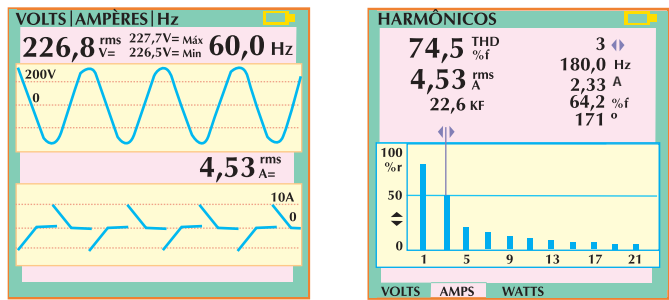 VOLTS | AMPÈRES | Hz
226,8 rms V= 227,7V= Máx 226,5V= Min 60,0 Hz
200V
0
4,53 rms A=
10A
0
HARMÔNICOS
74,5 THD %f
3
180,0 Hz
4,53 rms A
2,33 A
22,6 KF
64,2 %f
171 º
100
%r
50
0
1 5 9 13 17 21
VOLTS AMPS WATTS